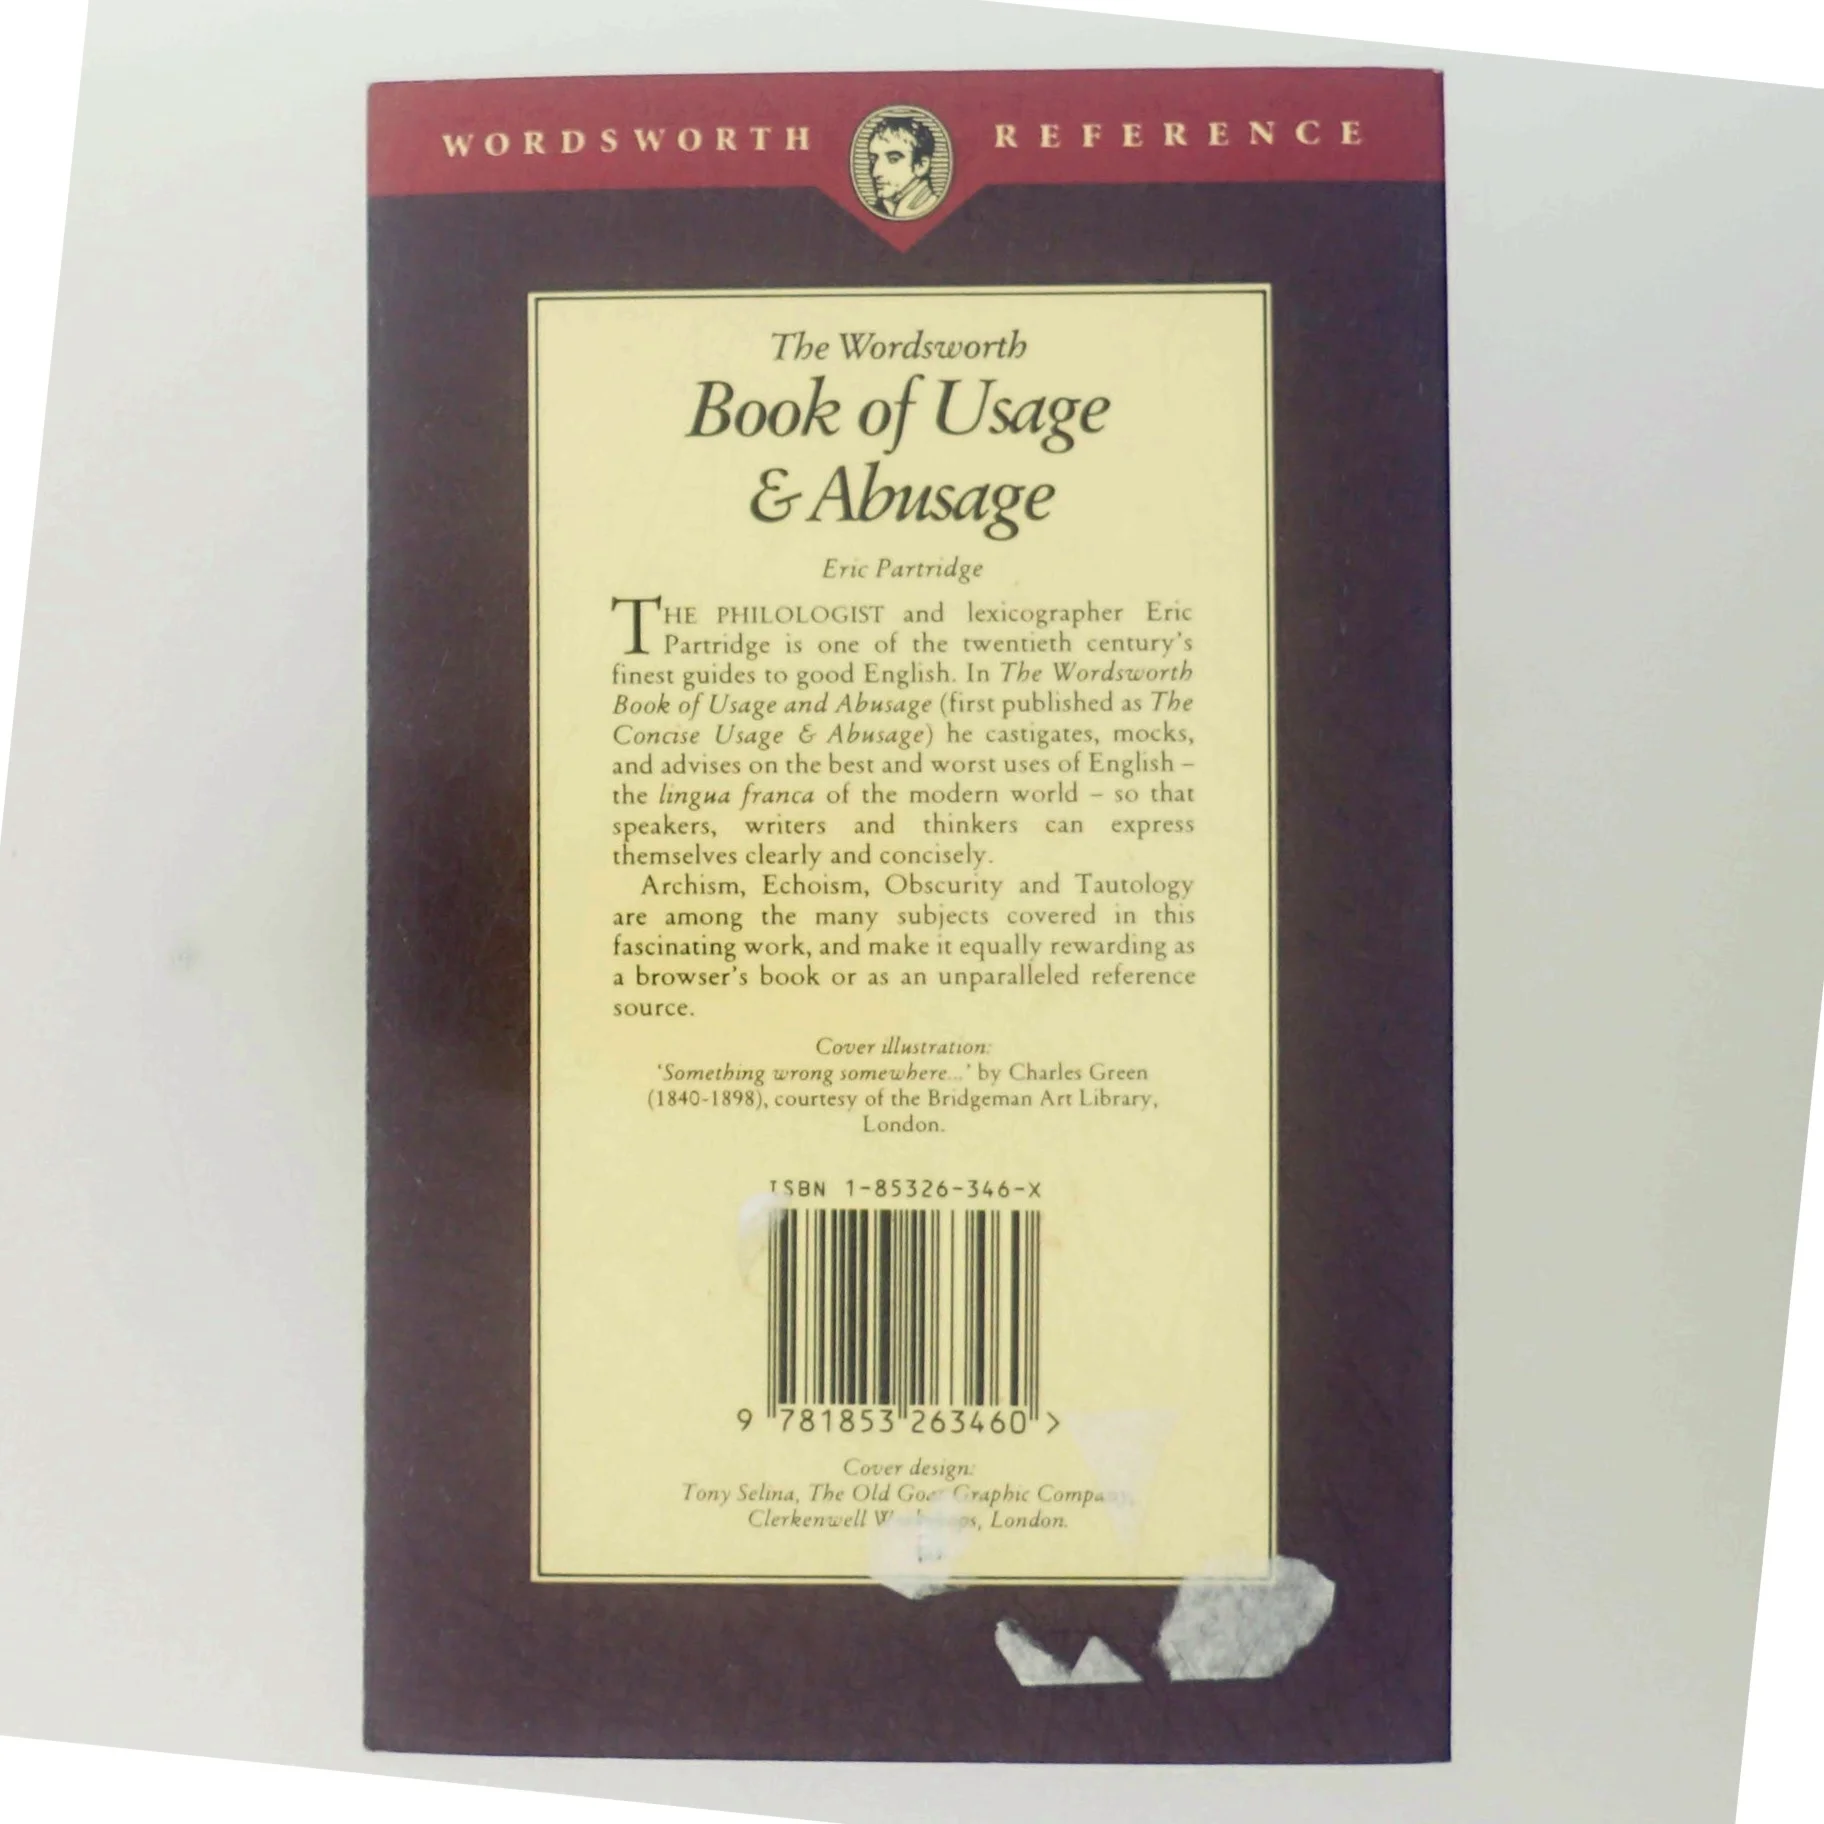 WORDSWORTH REFERENCE
The Wordsworth
Book of Usage
& Abusage
Eric Partridge
THE PHILOLOGIST and lexicographer Eric
Partridge is one of the twentieth century's
finest guides to good English. In The Wordsworth
Book of Usage and Abusage (first published as The
Concise Usage & Abusage) he castigates, mocks,
and advises on the best and worst uses of English –
the lingua franca of the modern world – so that
speakers, writers and thinkers can express
themselves clearly and concisely.
Archism, Echoism, Obscurity and Tautology
are among the many subjects covered in this
fascinating work, and make it equally rewarding as
a browser's book or as an unparalleled reference
source.
Cover illustration:
'Something wrong somewhere...' by Charles Green
(1840-1898), courtesy of the Bridgeman Art Library,
London.
ISBN 1-85326-346-X
9 781853 263460 >
Cover design:
Tony Selina, The Old Goat Graphic Company,
Clerkenwell London.